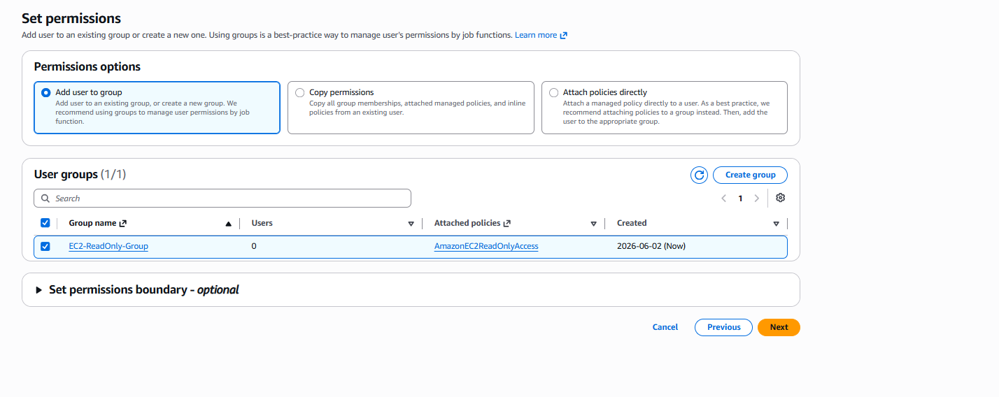 Set permissions
Add user to an existing group or create a new one. Using groups is a best-practice way to manage user's permissions by job functions. Learn more
Permissions options
Add user to group
Add user to an existing group, or create a new group. We
recommend using groups to manage user permissions by job
function.
Copy permissions
Copy all group memberships, attached managed policies, and inline
policies from an existing user.
Attach policies directly
Attach a managed policy directly to a user. As a best practice, we
recommend attaching policies to a group instead. Then, add the
user to the appropriate group.
User groups (1/1)
Create group
Search
1
Group name Users Attached policies Created
EC2-ReadOnly-Group 0 AmazonEC2ReadOnlyAccess 2026-06-02 (Now)
Set permissions boundary - optional
Cancel Previous Next